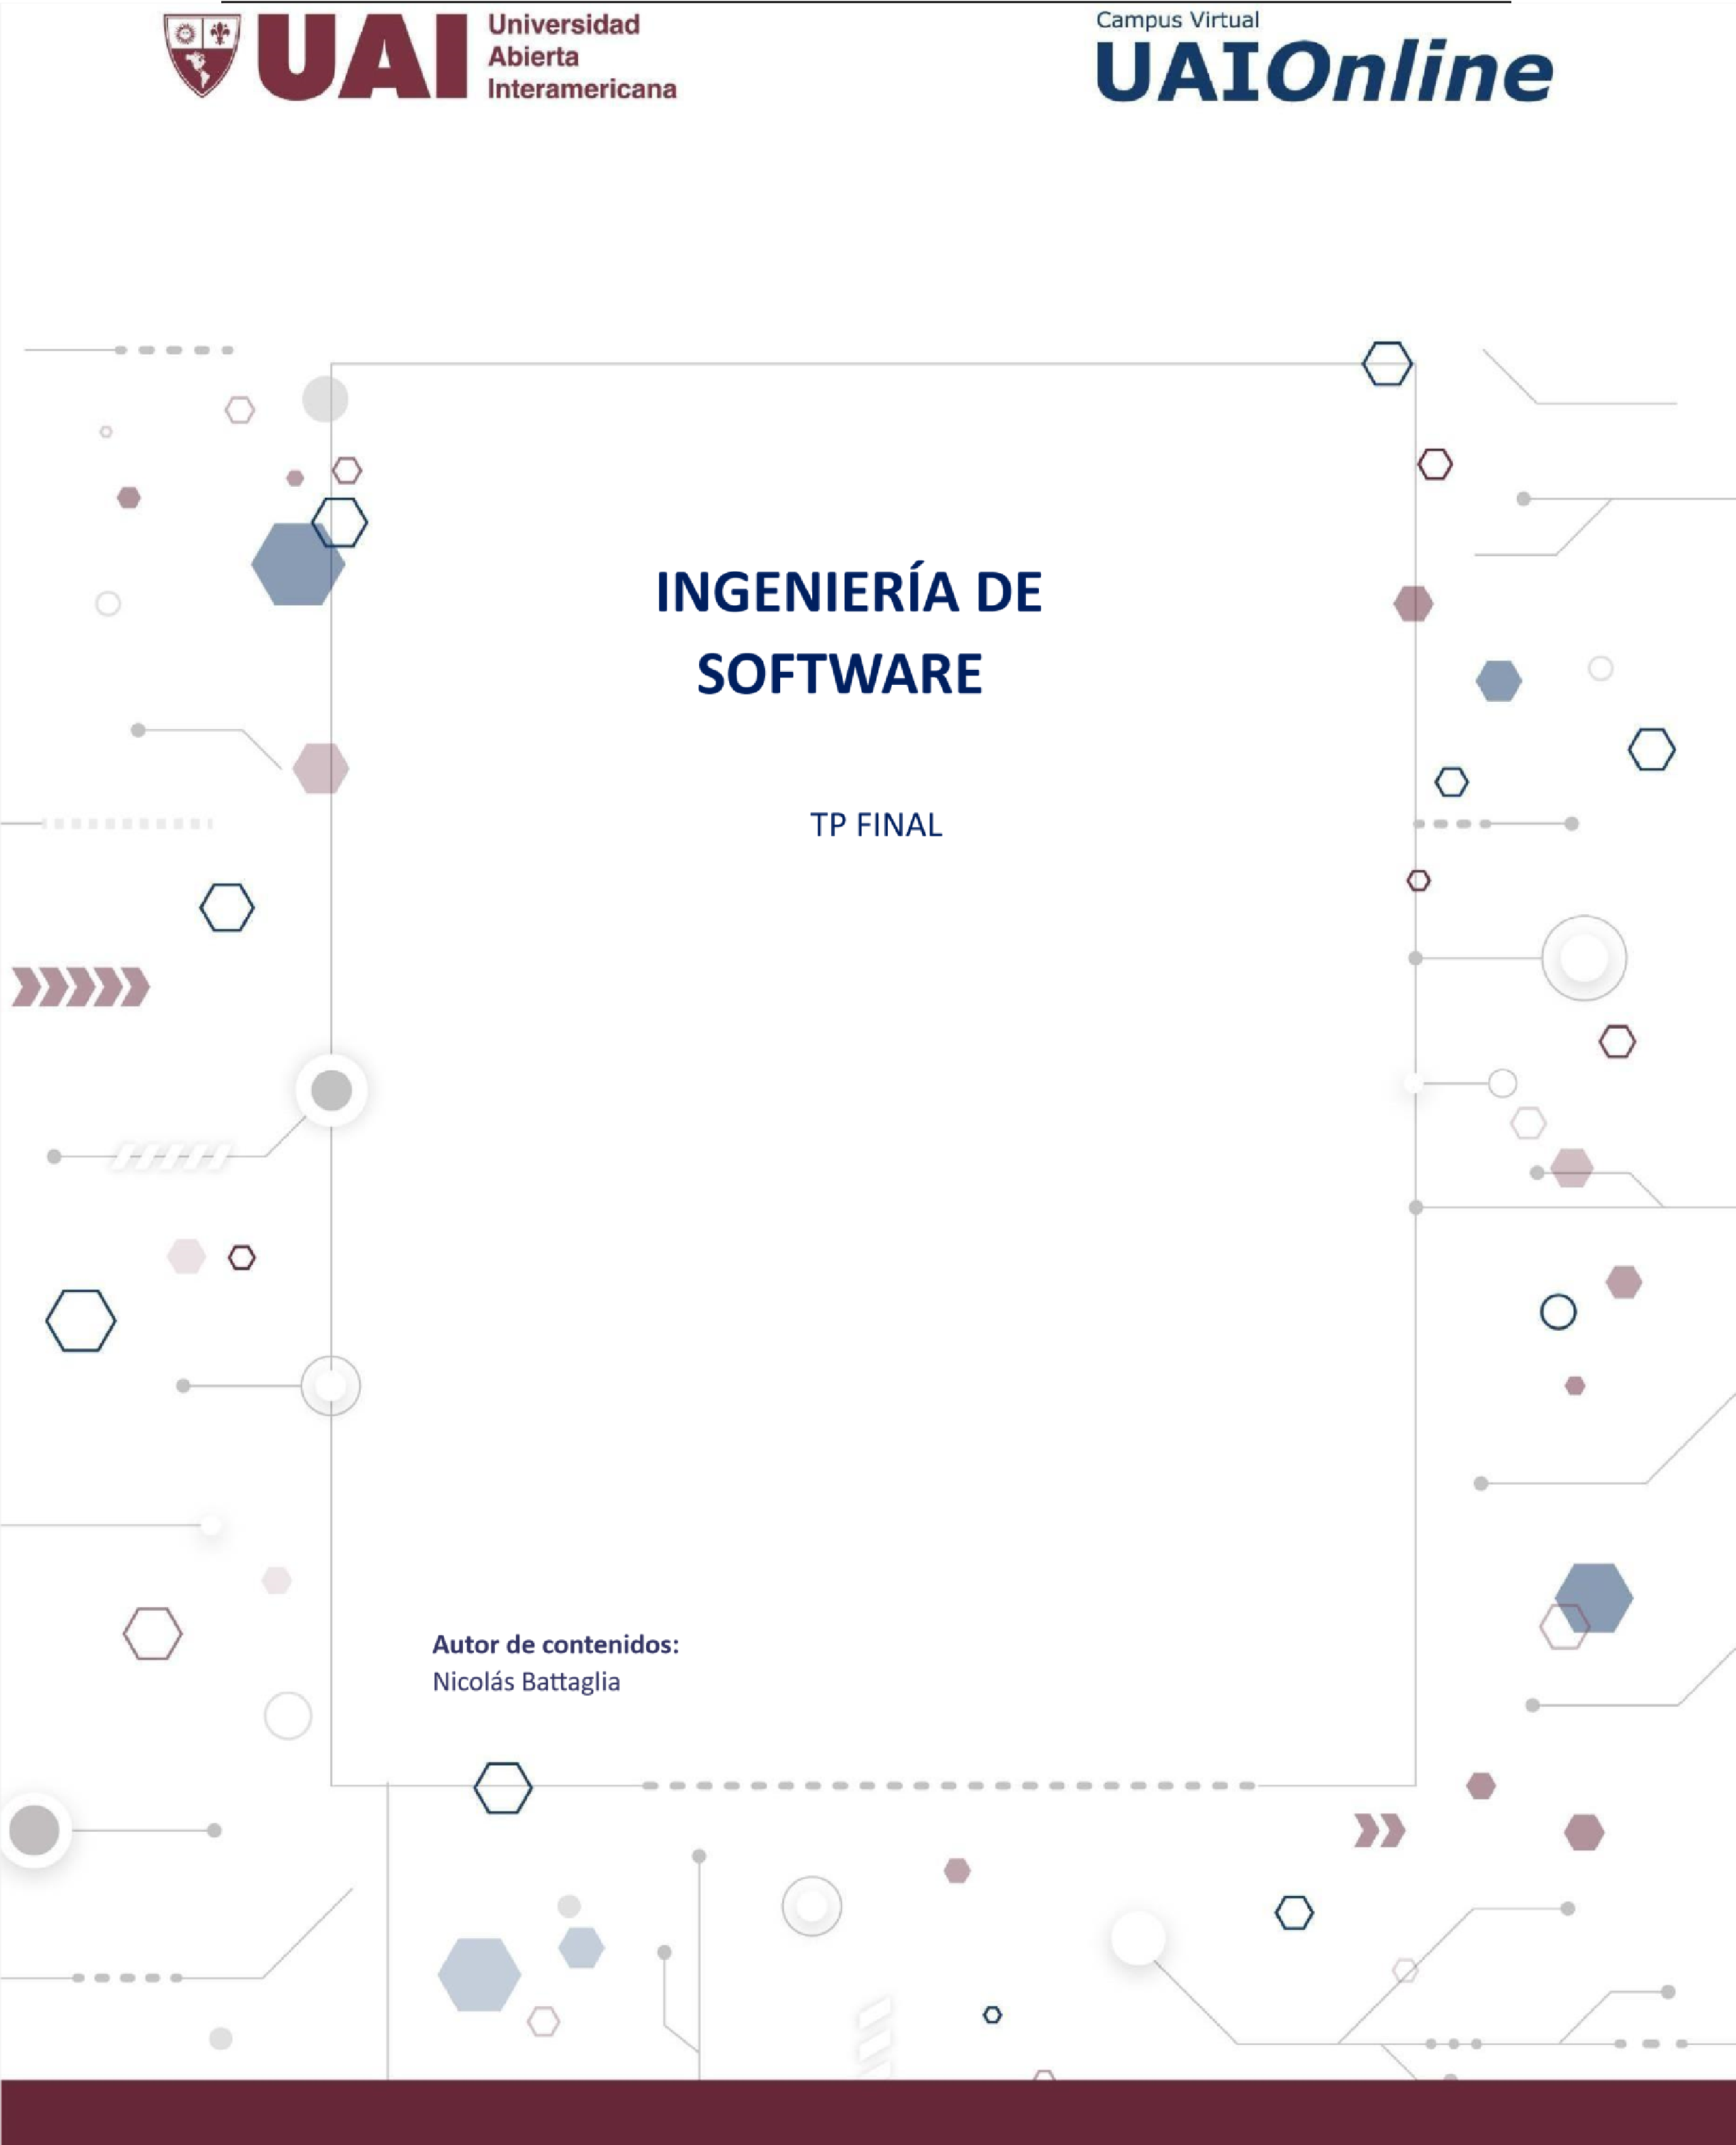 UAI
Universidad
Abierta
Interamericana
Campus Virtual
UAIOnline
INGENIERÍA DE
SOFTWARE
TP FINAL
Autor de contenidos:
Nicolás Battaglia